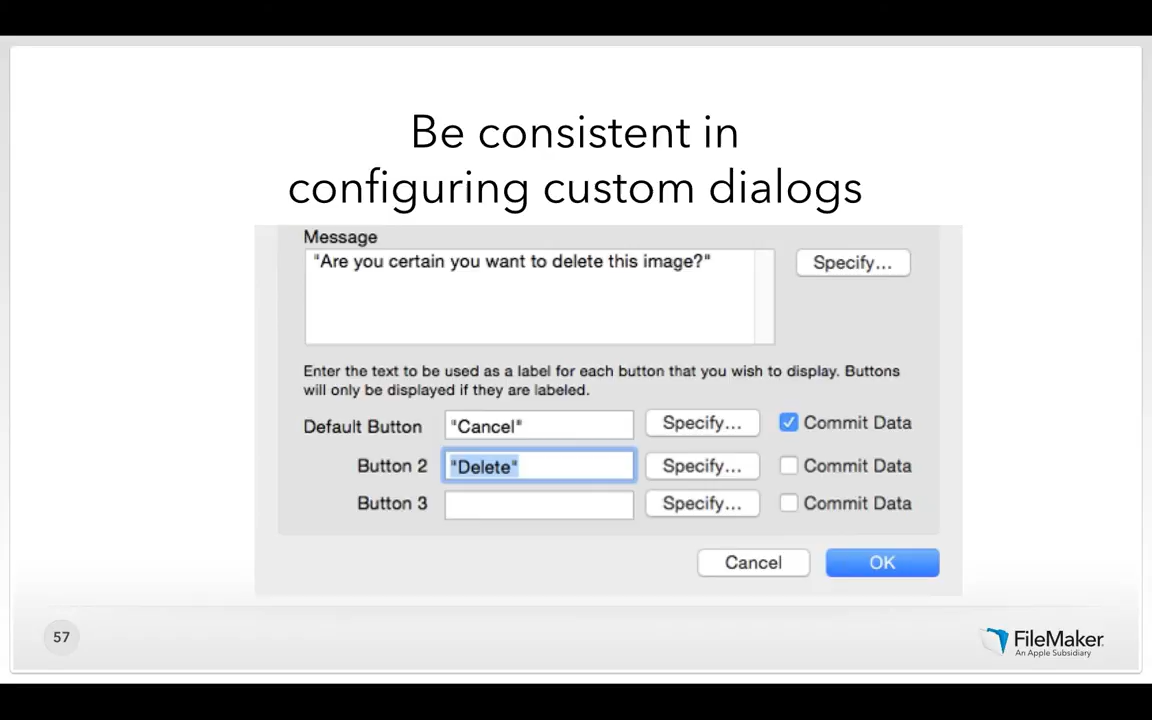 Be consistent in
configuring custom dialogs
Message
"Are you certain you want to delete this image?"
Specify...
Enter the text to be used as a label for each button that you wish to display. Buttons
will only be displayed if they are labeled.
Default Button "Cancel" Specify... Commit Data
Button 2 "Delete" Specify... Commit Data
Button 3 Specify... Commit Data
Cancel OK
57
FileMaker
An Apple Subsidiary